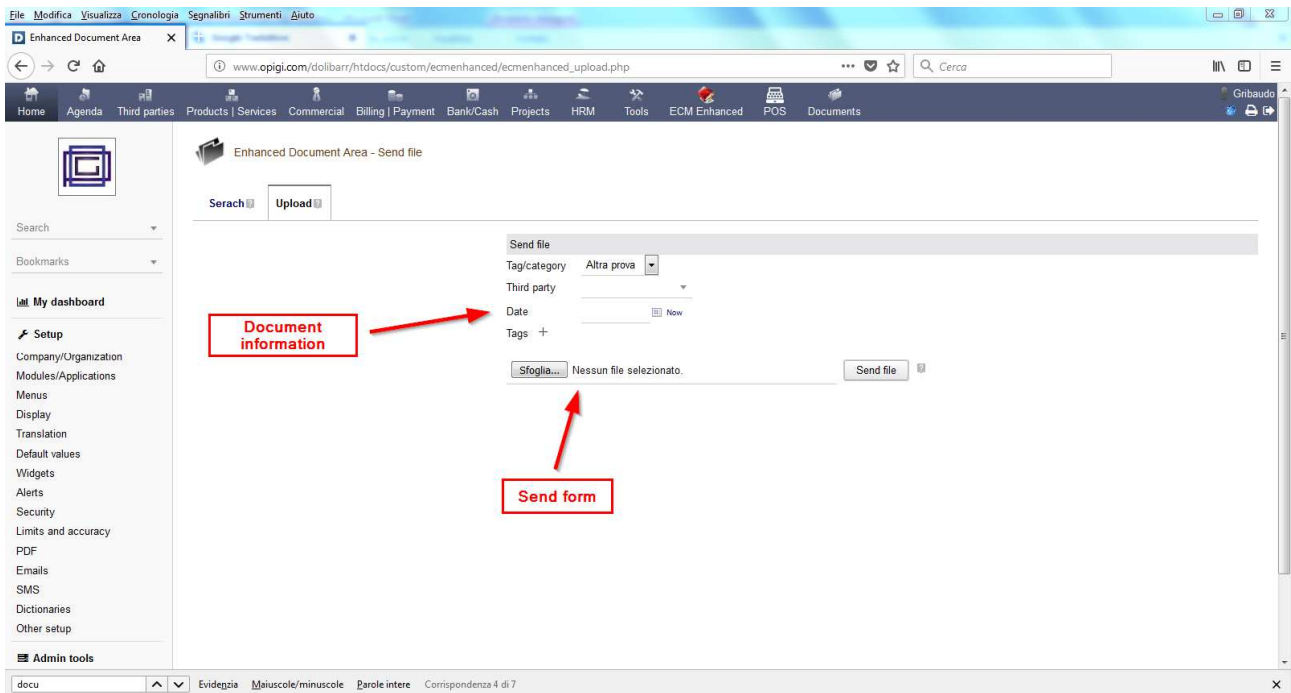 File Modifica Visualizza Cronologia Segnalibri Strumenti Aiuto
Enhanced Document Area
www.opigi.com/dolibarr/htdocs/custom/ecmenhanced/ecmenhanced_upload.php
Cerca
Home Agenda Third parties Products | Services Commercial Billing | Payment Bank/Cash Projects HRM Tools ECM Enhanced POS Documents
Gribaudo
Enhanced Document Area - Send file
Serach Upload
Search
Bookmarks
My dashboard
Setup
Company/Organization
Modules/Applications
Menus
Display
Translation
Default values
Widgets
Alerts
Security
Limits and accuracy
PDF
Emails
SMS
Dictionaries
Other setup
Admin tools
Send file
Tag/category Altra prova
Third party
Date Now
Tags +
Sfoglia... Nessun file selezionato. Send file
Document
information
Send form
docu Evidenzia Maiuscole/minuscole Parole intere Corrispondenza 4 di 7